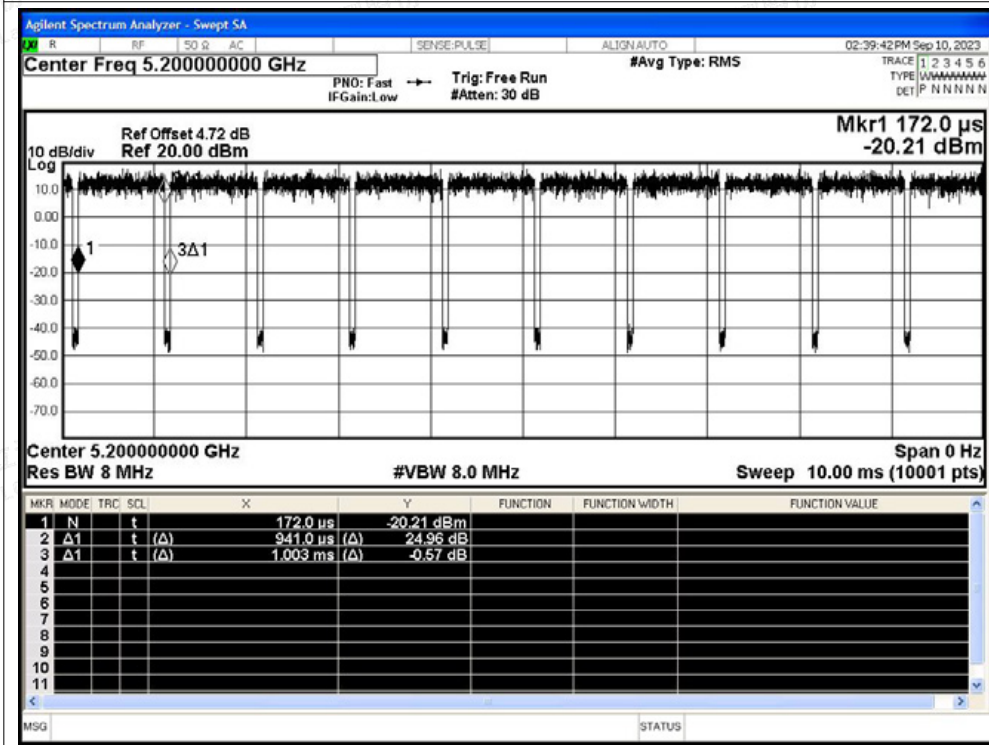 Agilent Spectrum Analyzer - Swept SA
LXI R RF 50 Ω AC SENSE:PULSE ALIGN AUTO 02:39:42 PM Sep 10, 2023
Center Freq 5.200000000 GHz #Avg Type: RMS TRACE 1 2 3 4 5 6
PNO: Fast Trig: Free Run TYPE WWWWWW
IFGain:Low #Atten: 30 dB DET P N N N N N
Mkr1 172.0 µs
-20.21 dBm
Ref Offset 4.72 dB
10 dB/div Ref 20.00 dBm
Log
10.0
0.00
-10.0
1
3Δ1
-20.0
-30.0
-40.0
-50.0
-60.0
-70.0
Center 5.200000000 GHz Span 0 Hz
Res BW 8 MHz #VBW 8.0 MHz Sweep 10.00 ms (10001 pts)
MKR MODE TRC SCL X Y FUNCTION FUNCTION WIDTH FUNCTION VALUE
1 N t 172.0 µs -20.21 dBm
2 Δ1 t (Δ) 941.0 µs (Δ) 24.96 dB
3 Δ1 t (Δ) 1.003 ms (Δ) -0.57 dB
4
5
6
7
8
9
10
11
MSG STATUS